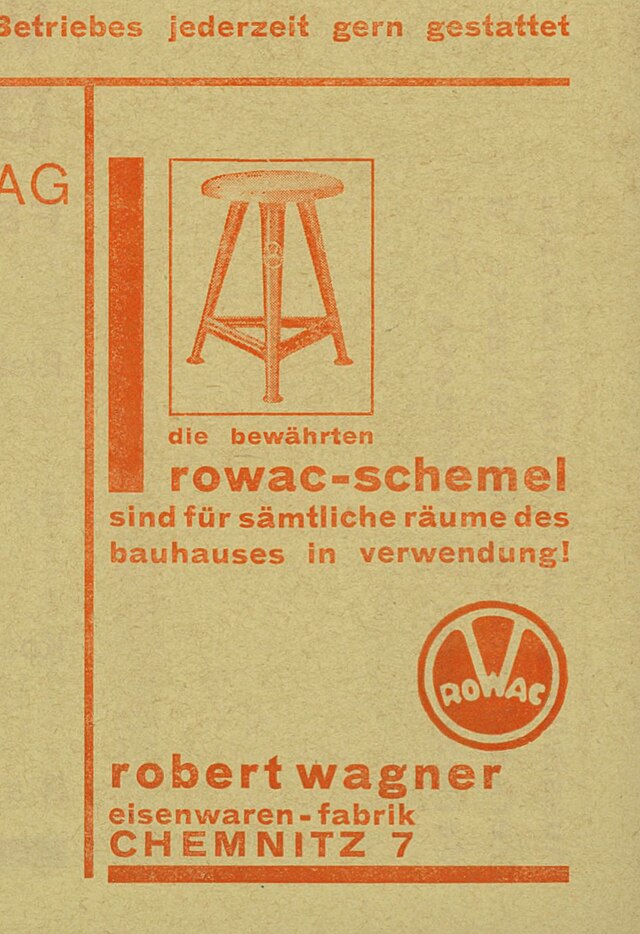 Betriebes jederzeit gern gestattet
AG
die bewährten
rowac-schemel
sind für sämtliche räume des
bauhauses in verwendung!
ROWAC
robert wagner
eisenwaren-fabrik
CHEMNITZ 7